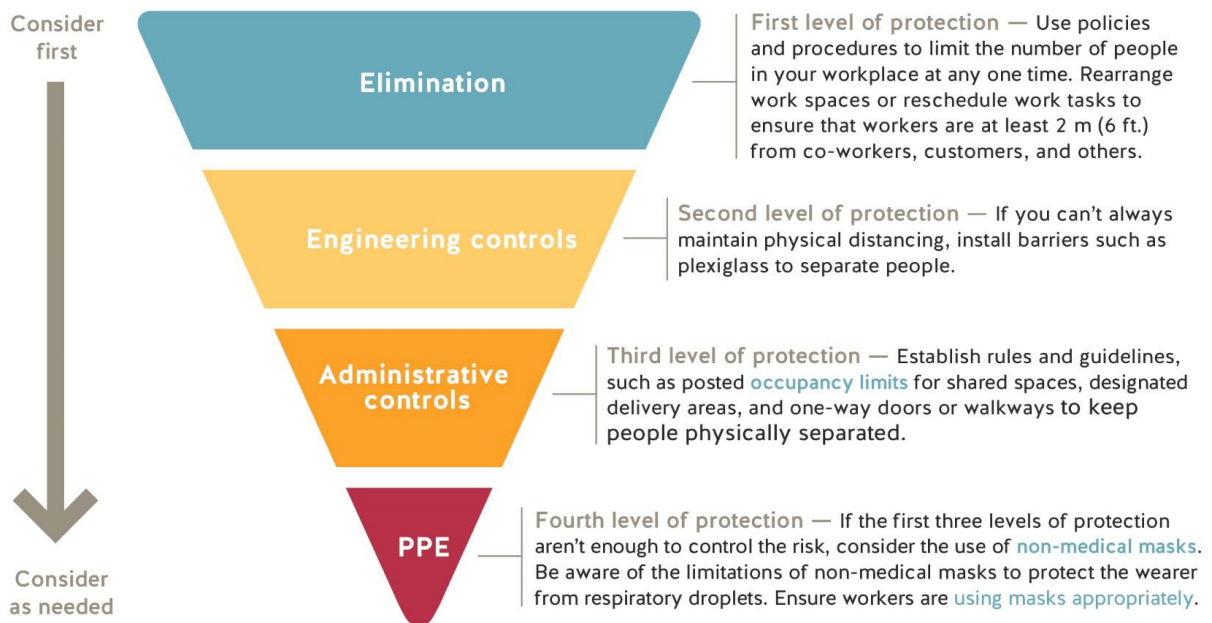 Consider
first
Elimination
First level of protection — Use policies
and procedures to limit the number of people
in your workplace at any one time. Rearrange
work spaces or reschedule work tasks to
ensure that workers are at least 2 m (6 ft.)
from co-workers, customers, and others.
Engineering controls
Second level of protection — If you can’t always
maintain physical distancing, install barriers such as
plexiglass to separate people.
Administrative
controls
Third level of protection — Establish rules and guidelines,
such as posted occupancy limits for shared spaces, designated
delivery areas, and one-way doors or walkways to keep
people physically separated.
PPE
Fourth level of protection — If the first three levels of protection
aren’t enough to control the risk, consider the use of non-medical masks.
Be aware of the limitations of non-medical masks to protect the wearer
from respiratory droplets. Ensure workers are using masks appropriately.
Consider
as needed